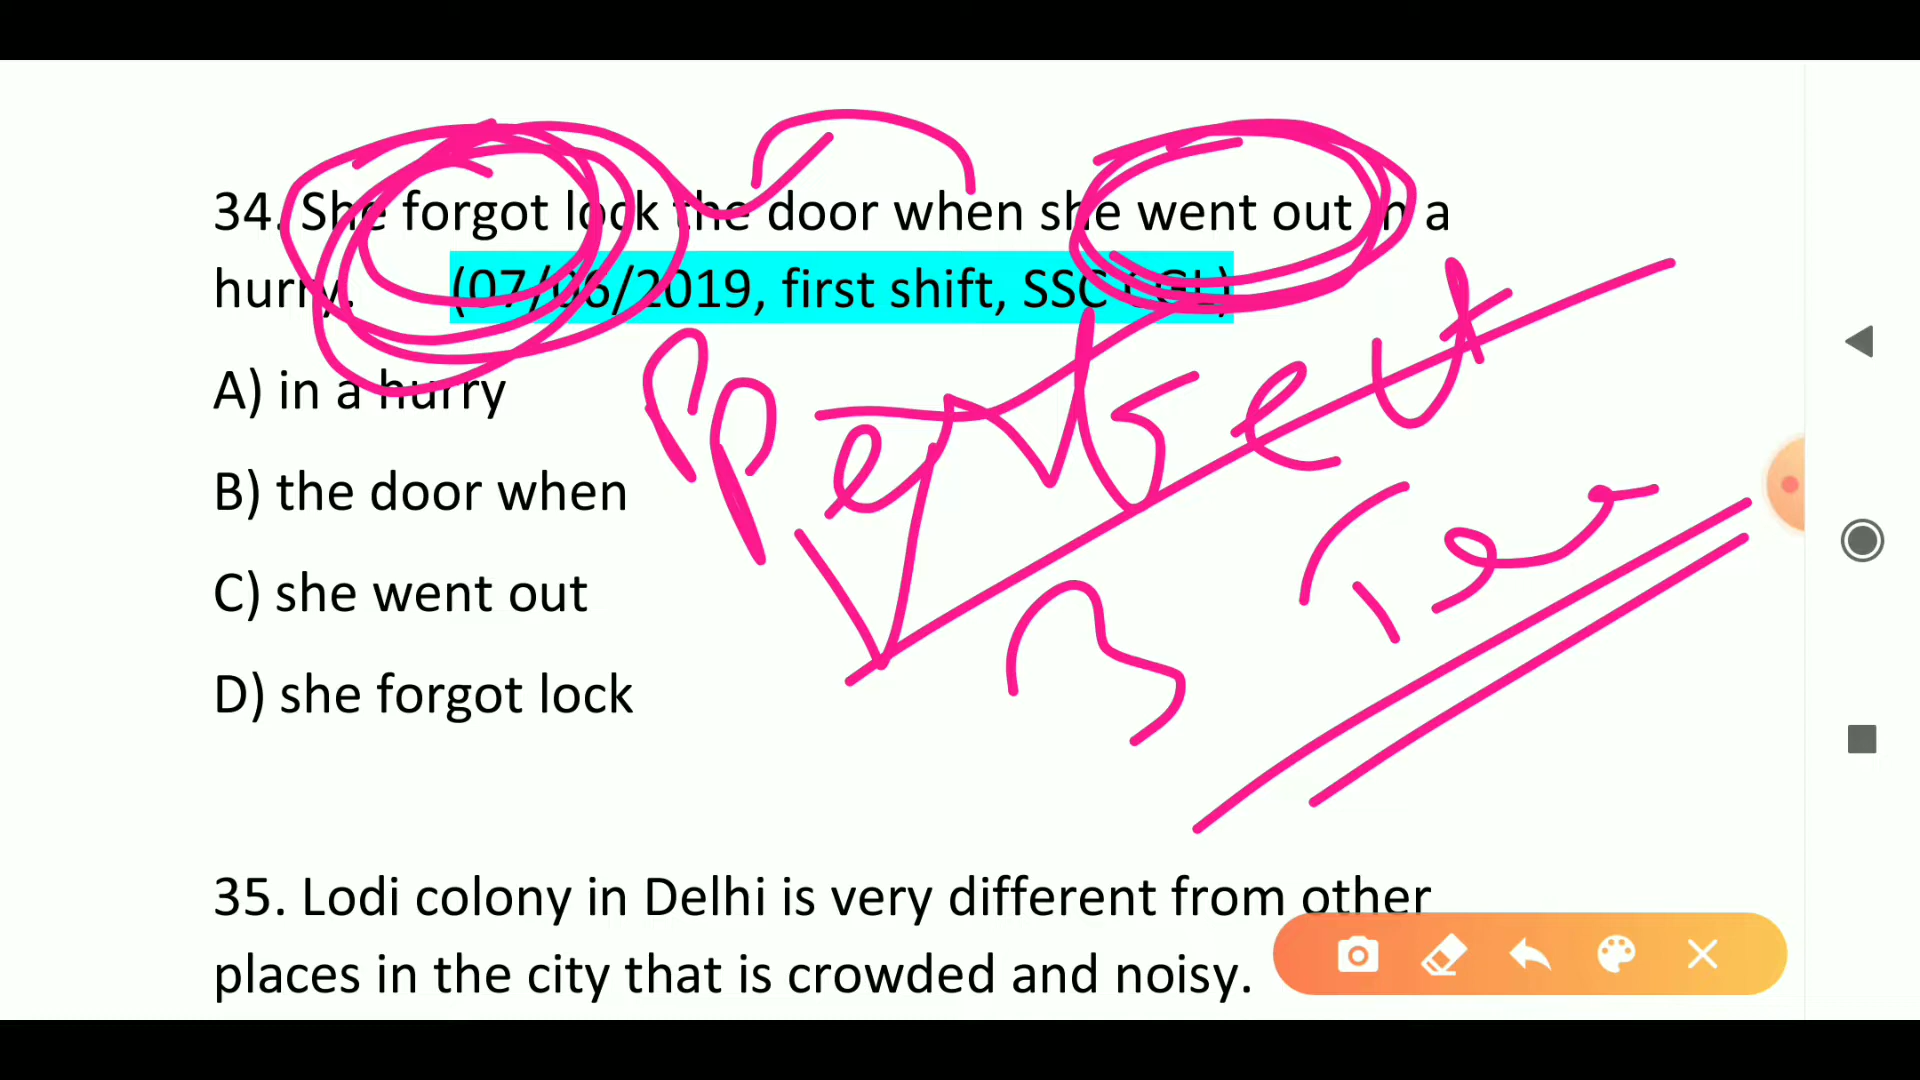 34. She forgot lock the door when she went out in a
hurry. (07/06/2019, first shift, SSC CGL)
A) in a hurry
B) the door when
C) she went out
D) she forgot lock
35. Lodi colony in Delhi is very different from other
places in the city that is crowded and noisy.